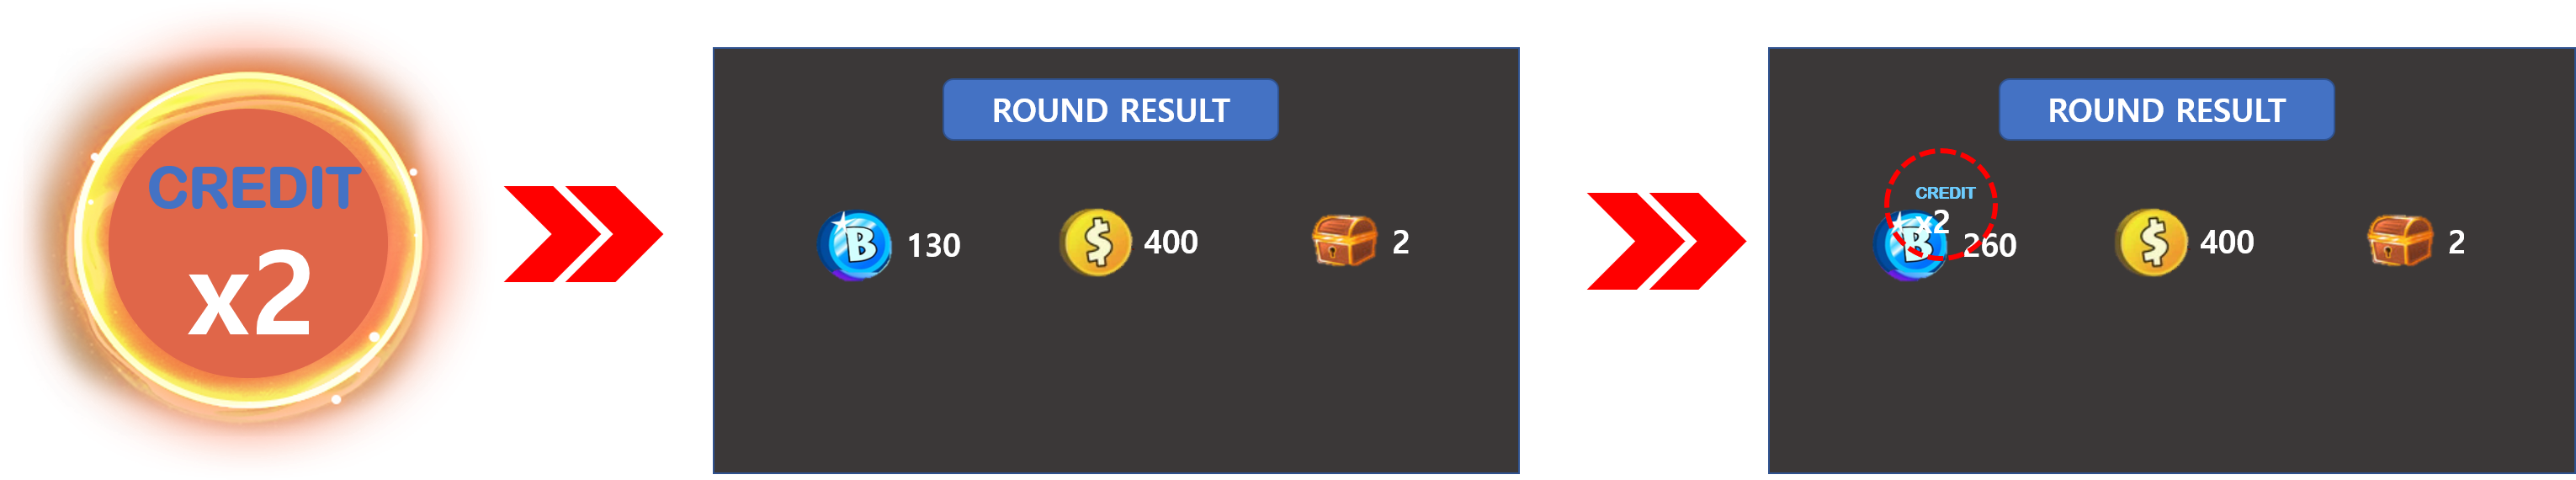 CREDIT
x2
ROUND RESULT
B 130 $ 400 2
ROUND RESULT
CREDIT
x2
B 260 $ 400 2